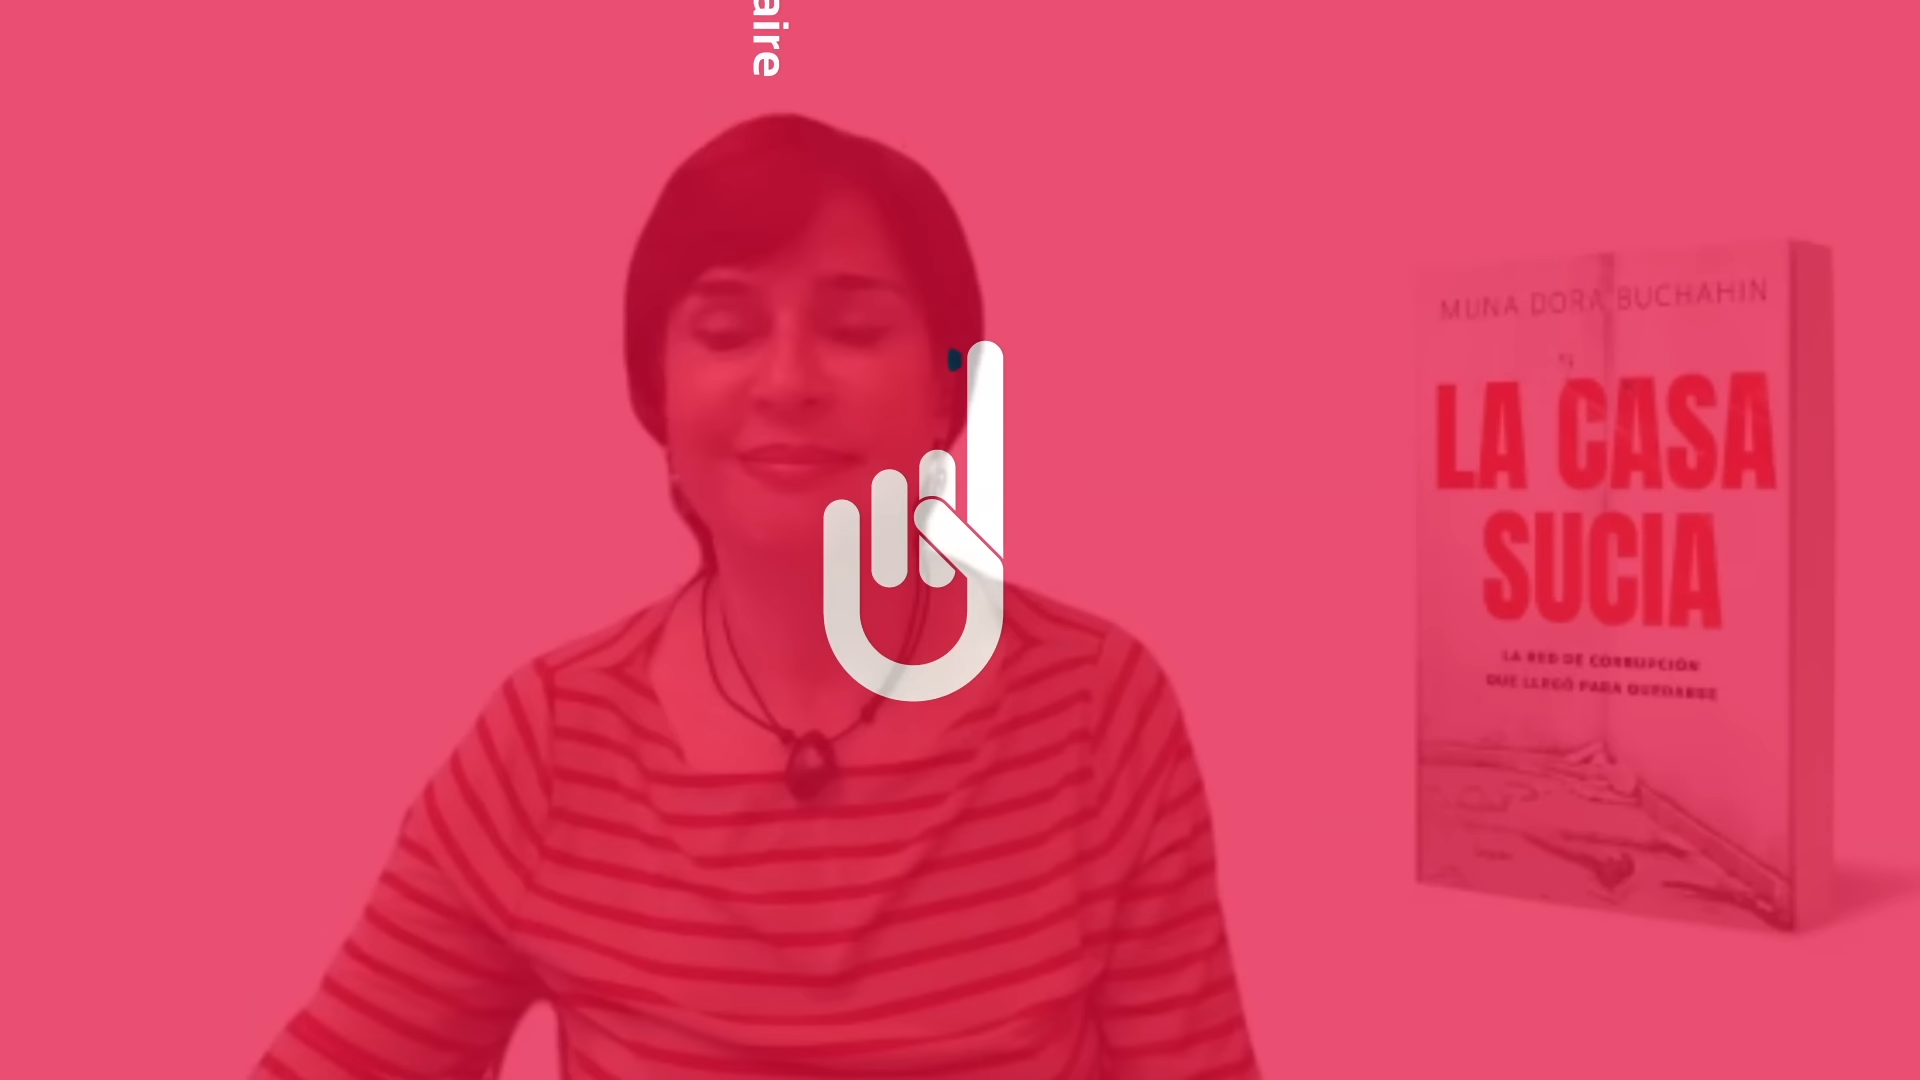 aire
MUNA DORA BUCHAHIN
LA CASA
SUCIA
LA RED DE CORRUPCIÓN
QUE LLEGÓ PARA QUEDARSE